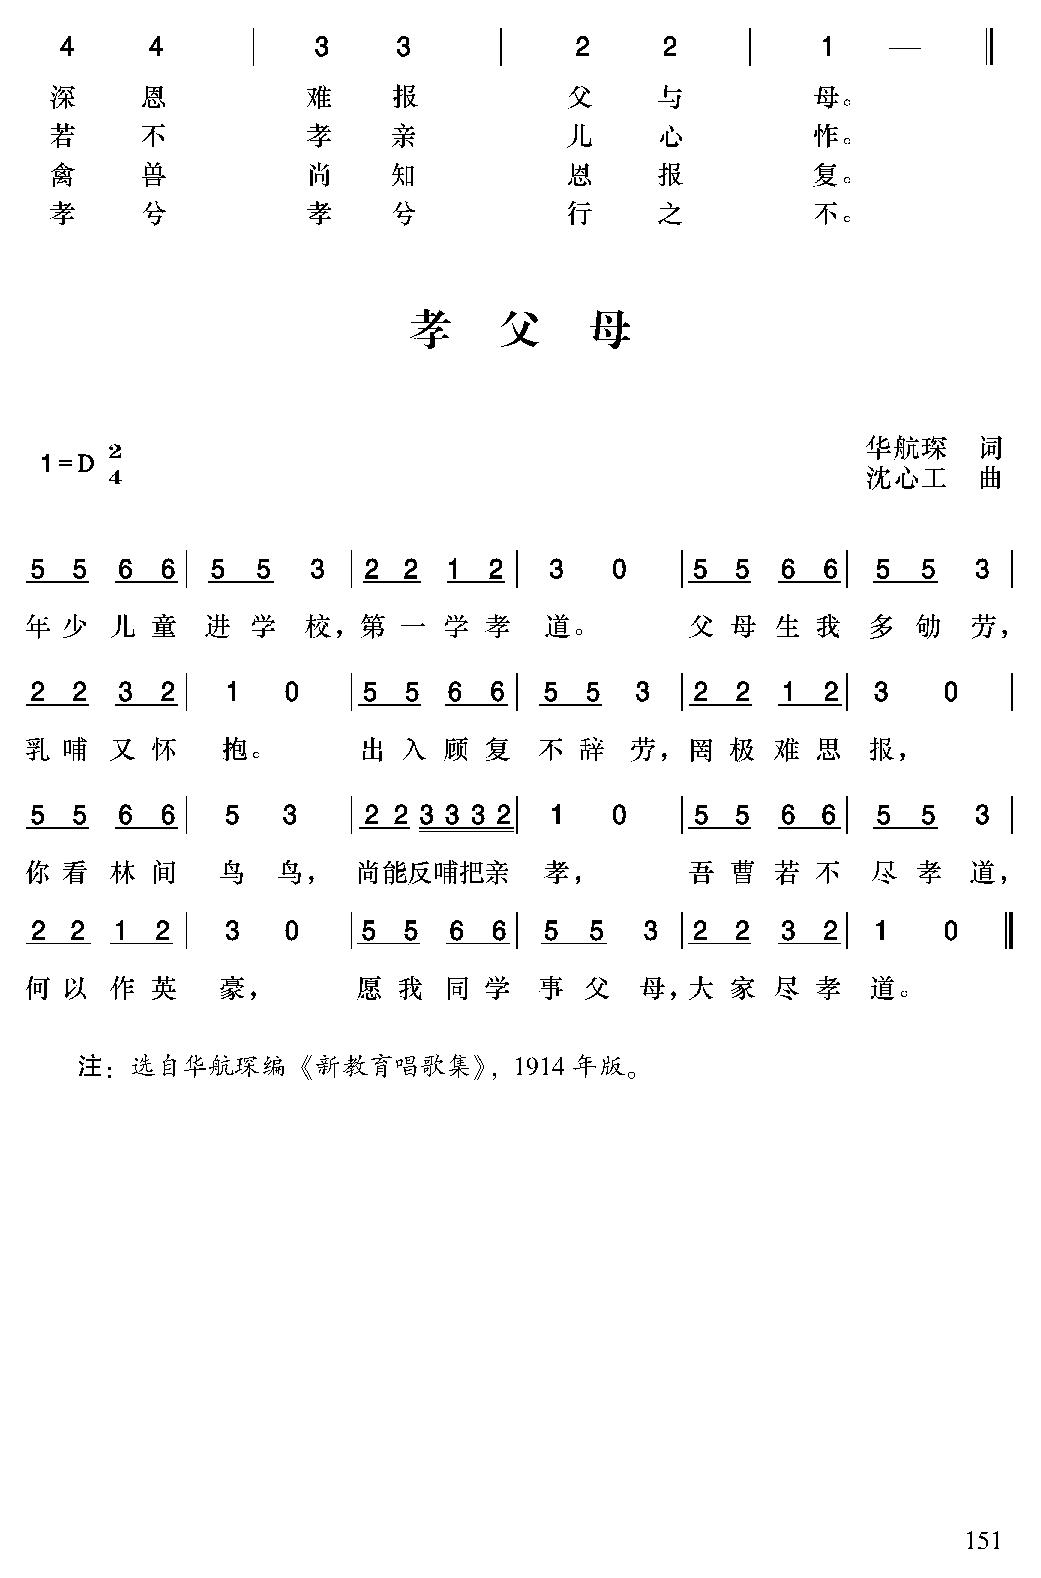 4 4 | 3 3 | 2 2 | 1 — ‖
深 恩 难 报 父 与 母。
若 不 孝 亲 儿 心 怍。
禽 兽 尚 知 恩 报 复。
孝 兮 孝 兮 行 之 不。
孝 父 母
1=D 2/4
华航琛 词
沈心工 曲
5 5 6 6 | 5 5 3 | 2 2 1 2 | 3 0 | 5 5 6 6 | 5 5 3 |
年 少 儿 童 进 学 校，第 一 学 孝 道。 父 母 生 我 多 劬 劳，
2 2 3 2 | 1 0 | 5 5 6 6 | 5 5 3 | 2 2 1 2 | 3 0 |
乳 哺 又 怀 抱。 出 入 顾 复 不 辞 劳，罔 极 难 思 报，
5 5 6 6 | 5 3 | 2 2 3 3 3 2 | 1 0 | 5 5 6 6 | 5 5 3 |
你 看 林 间 鸟 鸟， 尚能反哺把亲 孝， 吾 曹 若 不 尽 孝 道，
2 2 1 2 | 3 0 | 5 5 6 6 | 5 5 3 | 2 2 3 2 | 1 0 ‖
何 以 作 英 豪， 愿 我 同 学 事 父 母，大 家 尽 孝 道。
注：选自华航琛编《新教育唱歌集》，1914 年版。
151